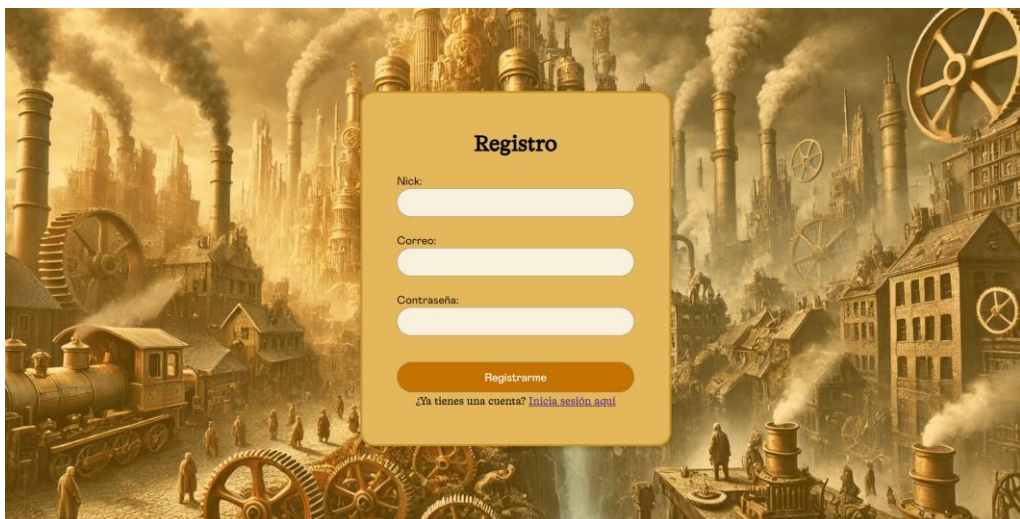 Registro
Nick:
Correo:
Contraseña:
Registrarme
¿Ya tienes una cuenta? Inicia sesión aquí